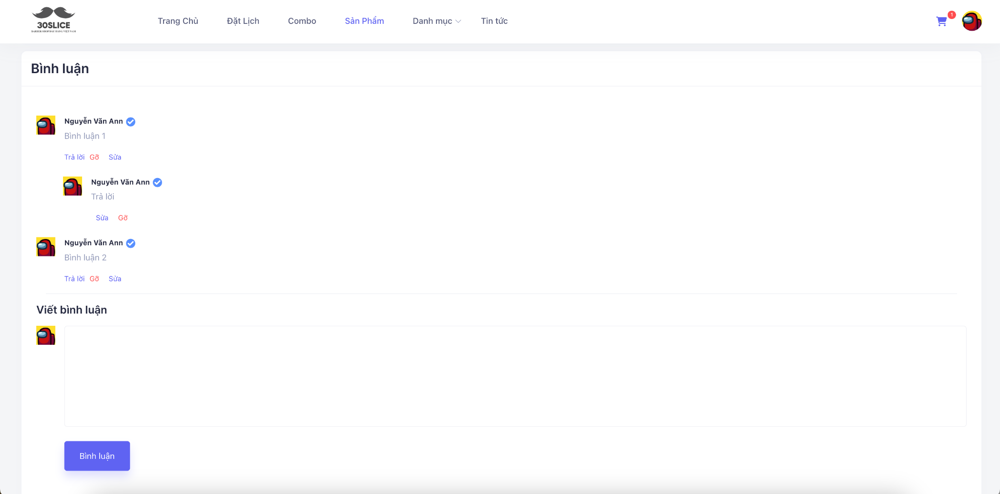 30SLICE
BARBER SHOP ĐẦU HÀNG VIỆT NAM
Trang Chủ Đặt Lịch Combo Sản Phẩm Danh mục Tin tức
1
Bình luận
Nguyễn Văn Ann
Bình luận 1
Trả lời Gỡ Sửa
Nguyễn Văn Ann
Trả lời
Sửa Gỡ
Nguyễn Văn Ann
Bình luận 2
Trả lời Gỡ Sửa
Viết bình luận
Bình luận